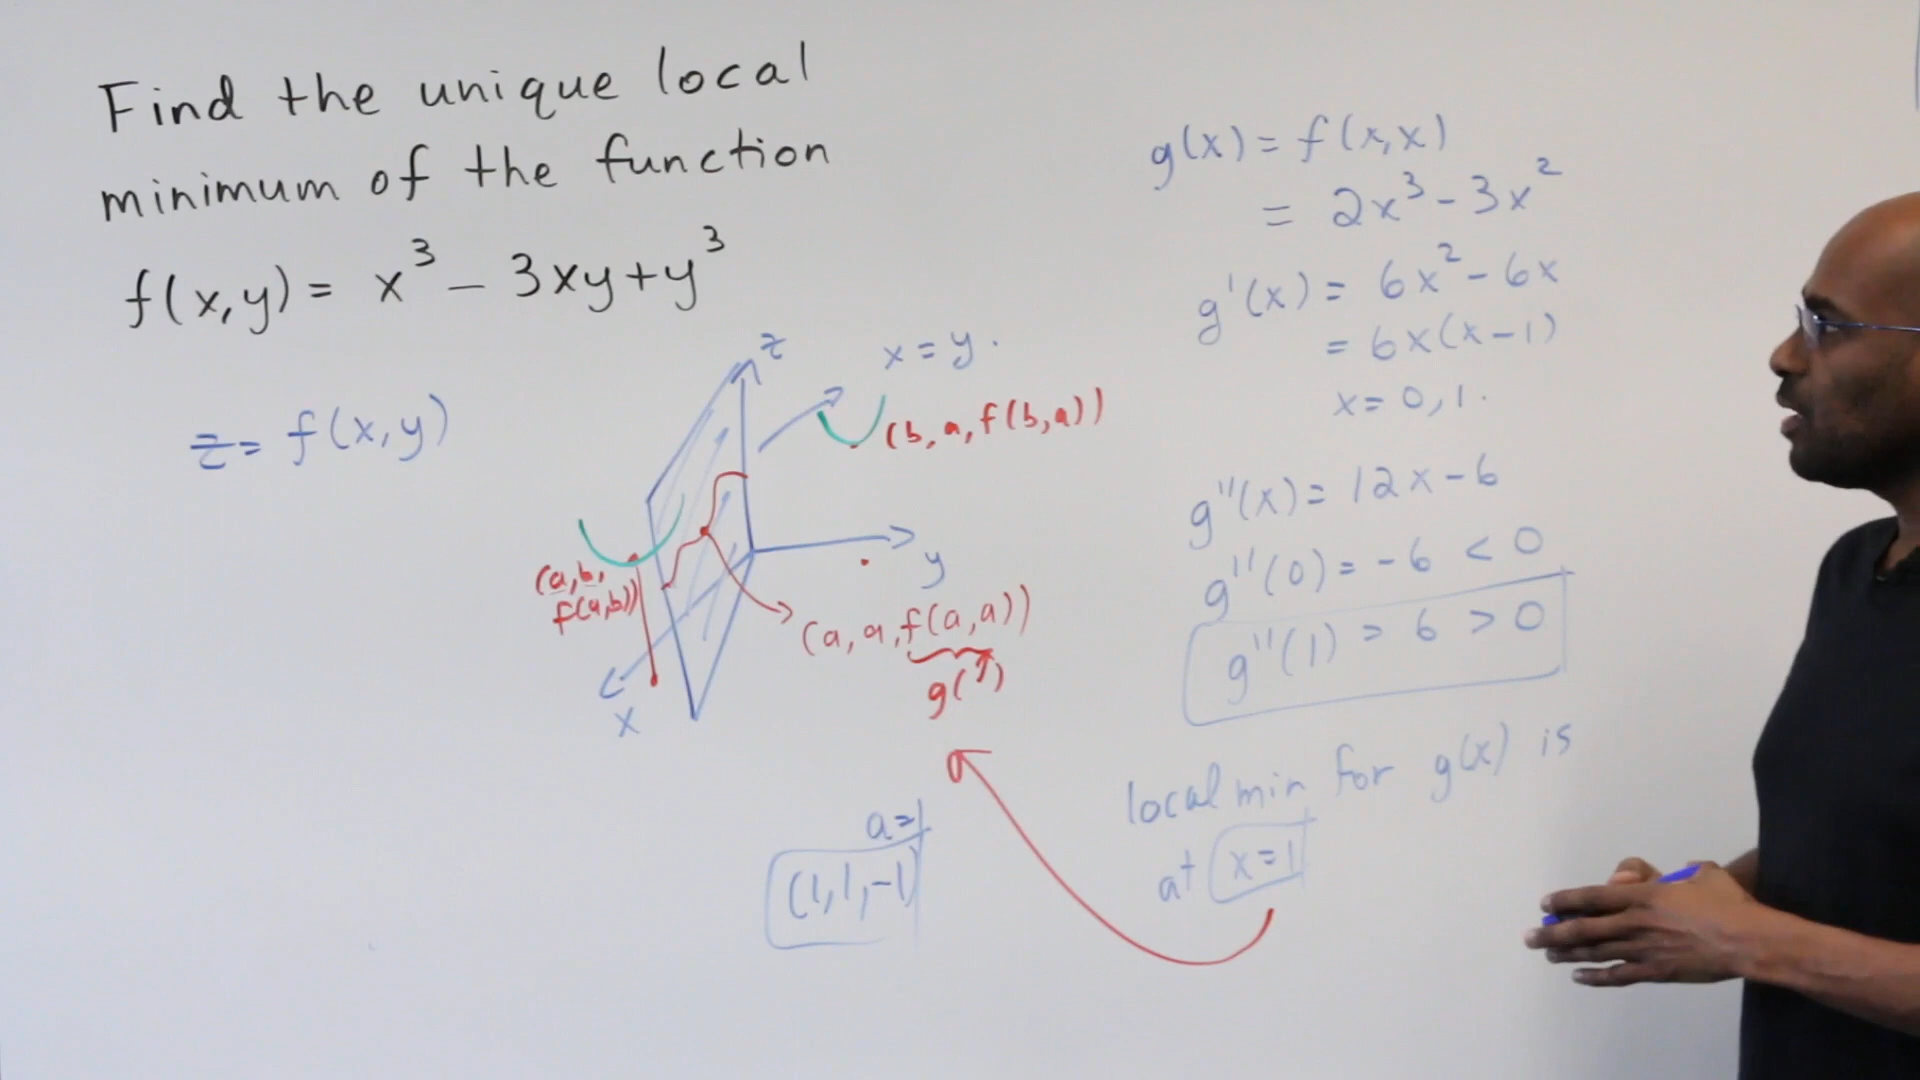 Find the unique local
minimum of the function
f(x,y) = x³ - 3xy + y³
z = f(x,y)
z
x = y.
(b, a, f(b,a))
y
(a, b,
f(a,b))
(a, a, f(a,a))
x
a = 1
(1, 1, -1)
g(x) = f(x,x)
= 2x³ - 3x²
g'(x) = 6x² - 6x
= 6x(x-1)
x = 0, 1.
g''(x) = 12x - 6
g''(0) = -6 < 0
g''(1) = 6 > 0
local min for g(x) is
at x = 1